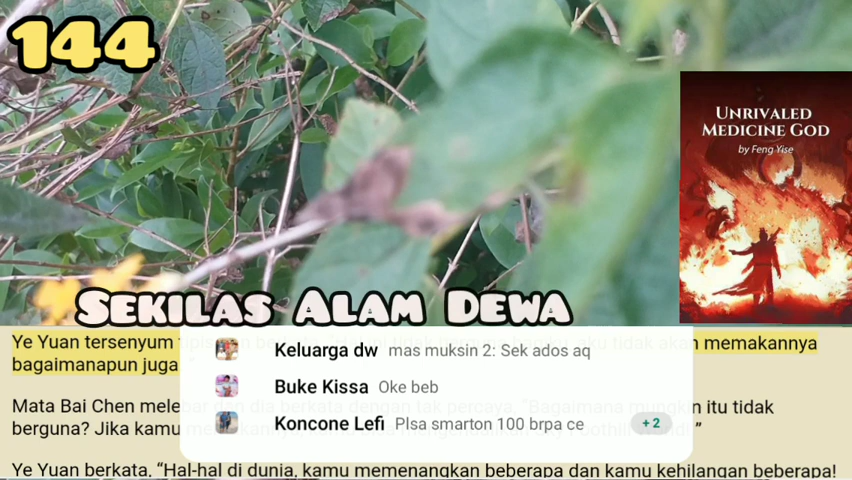 144
UNRIVALED
MEDICINE GOD
by Feng Yise
SEKILAS ALAM DEWA
Ye Yuan tersenyum tidak akan memakannya
bagaimanapun juga
Keluarga dw mas muksin 2: Sek ados aq
Buke Kissa Oke beb
Koncone Lefi Plsa smarton 100 brpa ce
+2
Mata Bai Chen melebar dan dia berkata dengan tak percaya, "Bagaimana mungkin itu tidak
berguna? Jika kamu
Ye Yuan berkata, “Hal-hal di dunia, kamu memenangkan beberapa dan kamu kehilangan beberapa!